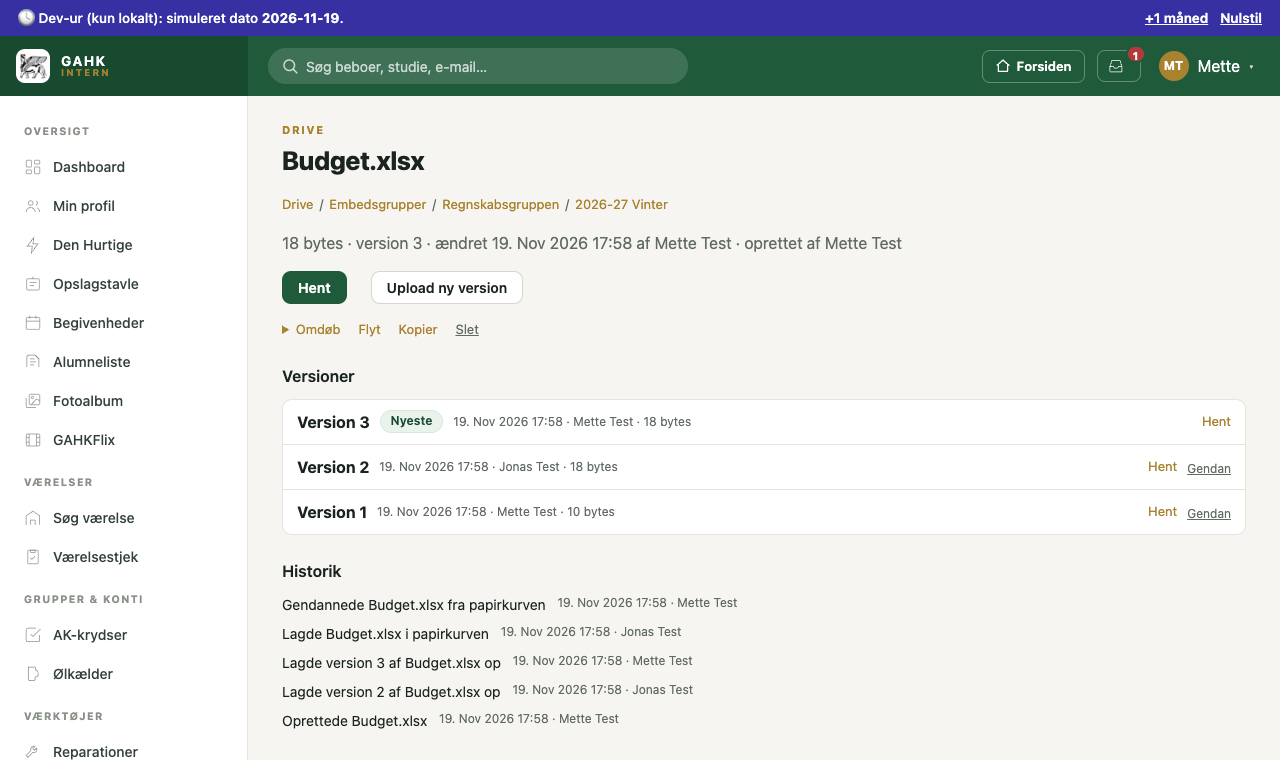 Dev-ur (kun lokalt): simuleret dato 2026-11-19.
+1 måned Nulstil
GAHK
INTERN
Søg beboer, studie, e-mail...
Forsiden
1
MT Mette
OVERSIGT
Dashboard
Min profil
Den Hurtige
Opslagstavle
Begivenheder
Alumneliste
Fotoalbum
GAHKFlix
VÆRELSER
Søg værelse
Værelsestjek
GRUPPER & KONTI
AK-krydser
Ølkælder
VÆRKTØJER
Reparationer
DRIVE
Budget.xlsx
Drive / Embedsgrupper / Regnskabsgruppen / 2026-27 Vinter
18 bytes · version 3 · ændret 19. Nov 2026 17:58 af Mette Test · oprettet af Mette Test
Hent Upload ny version
Omdøb Flyt Kopier Slet
Versioner
Version 3 Nyeste 19. Nov 2026 17:58 · Mette Test · 18 bytes Hent
Version 2 19. Nov 2026 17:58 · Jonas Test · 18 bytes Hent Gendan
Version 1 19. Nov 2026 17:58 · Mette Test · 10 bytes Hent Gendan
Historik
Gendannede Budget.xlsx fra papirkurven 19. Nov 2026 17:58 · Mette Test
Lagde Budget.xlsx i papirkurven 19. Nov 2026 17:58 · Jonas Test
Lagde version 3 af Budget.xlsx op 19. Nov 2026 17:58 · Mette Test
Lagde version 2 af Budget.xlsx op 19. Nov 2026 17:58 · Jonas Test
Oprettede Budget.xlsx 19. Nov 2026 17:58 · Mette Test